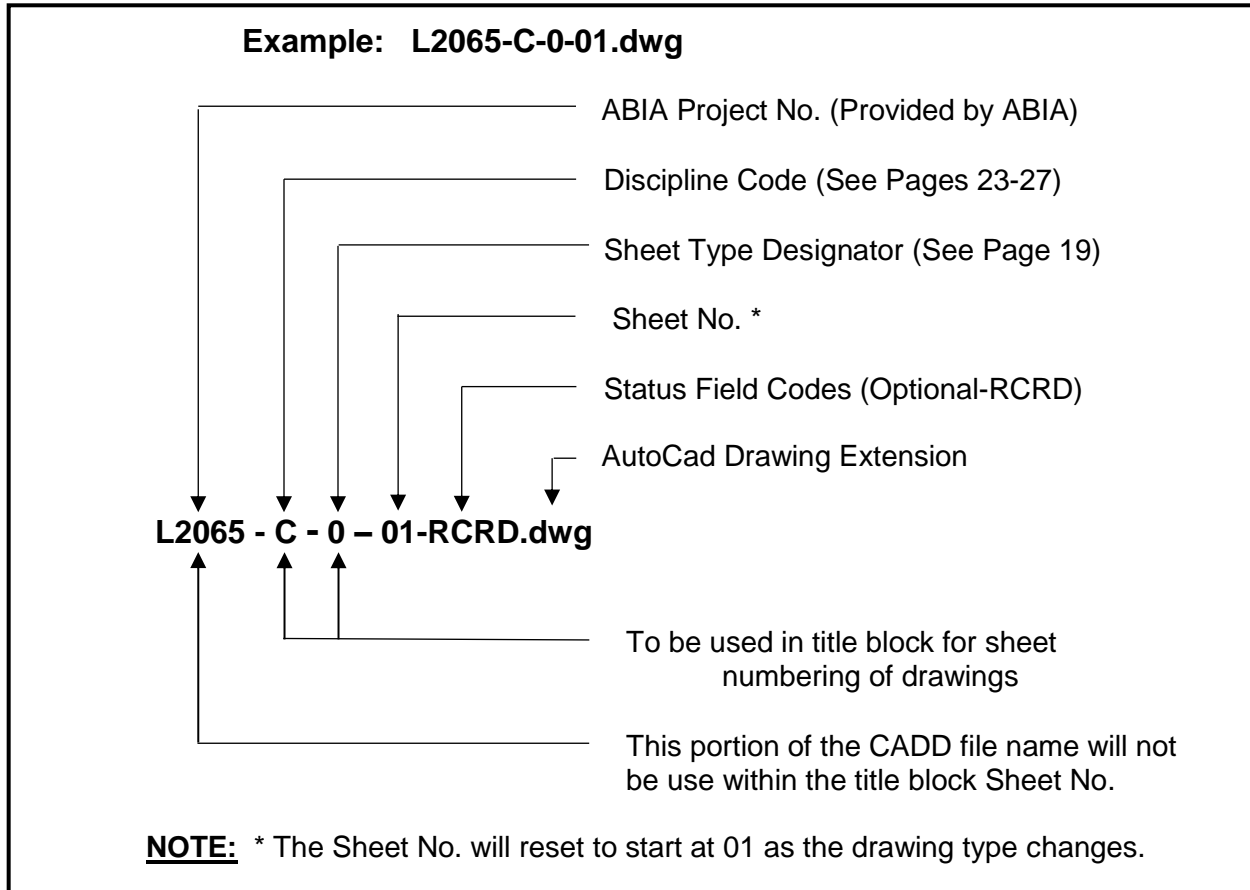 Example: L2065-C-0-01.dwg
ABIA Project No. (Provided by ABIA)
Discipline Code (See Pages 23-27)
Sheet Type Designator (See Page 19)
Sheet No. *
Status Field Codes (Optional-RCRD)
AutoCad Drawing Extension
L2065 - C - 0 – 01-RCRD.dwg
To be used in title block for sheet
numbering of drawings
This portion of the CADD file name will not
be use within the title block Sheet No.
NOTE: * The Sheet No. will reset to start at 01 as the drawing type changes.